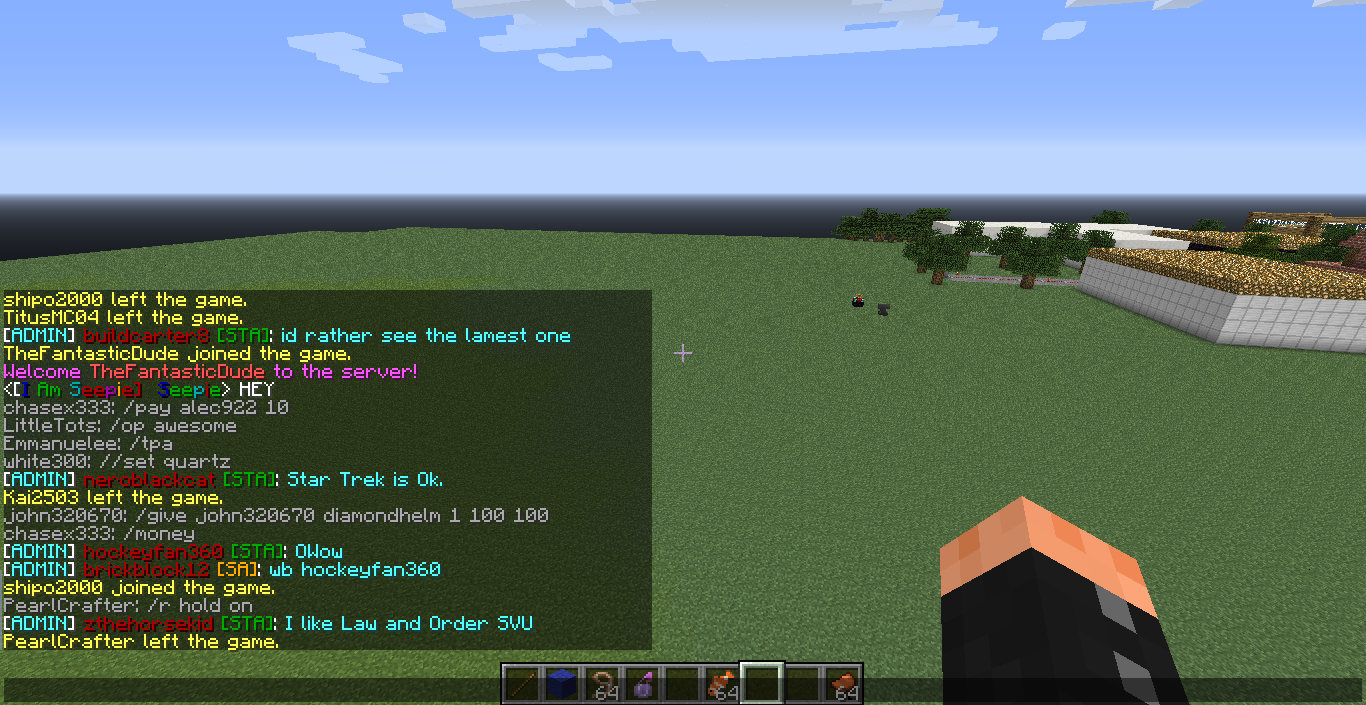 shipo2000 left the game.
TitusMC04 left the game.
[ADMIN] buildcarter8 [STA]: id rather see the lamest one
TheFantasticDude joined the game.
Welcome TheFantasticDude to the server!
<[I Am Seepie] Seepie> HEY
chasex333: /pay alec922 10
LittleTots: /op awesome
Emmanuelee: /tpa
white300: //set quartz
[ADMIN] neroblackcat [STA]: Star Trek is Ok.
Kai2503 left the game.
john320670: /give john320670 diamondhelm 1 100 100
chasex333: /money
[ADMIN] hockeyfan360 [STA]: OWow
[ADMIN] brickblock12 [SA]: wb hockeyfan360
shipo2000 joined the game.
PearlCrafter: /r hold on
[ADMIN] zthehorsekid [STA]: I like Law and Order SVU
PearlCrafter left the game.
64 64 64